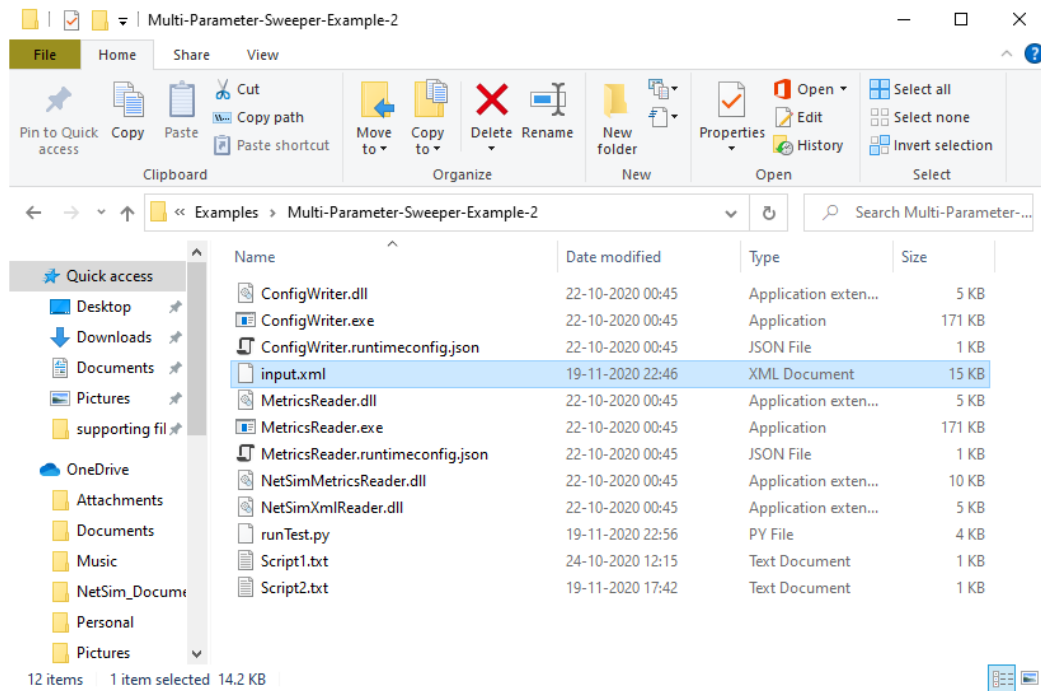 Multi-Parameter-Sweeper-Example-2
File Home Share View
Pin to Quick access
Copy
Paste
Cut
Copy path
Paste shortcut
Move to
Copy to
Delete
Rename
New folder
Properties
Open
Edit
History
Select all
Select none
Invert selection
Clipboard Organize New Open Select
« Examples > Multi-Parameter-Sweeper-Example-2 Search Multi-Parameter-...
Name Date modified Type Size
Quick access
Desktop
Downloads
Documents
Pictures
supporting fil
OneDrive
Attachments
Documents
Music
NetSim_Docume
Personal
Pictures
ConfigWriter.dll 22-10-2020 00:45 Application exten... 5 KB
ConfigWriter.exe 22-10-2020 00:45 Application 171 KB
ConfigWriter.runtimeconfig.json 22-10-2020 00:45 JSON File 1 KB
input.xml 19-11-2020 22:46 XML Document 15 KB
MetricsReader.dll 22-10-2020 00:45 Application exten... 5 KB
MetricsReader.exe 22-10-2020 00:45 Application 171 KB
MetricsReader.runtimeconfig.json 22-10-2020 00:45 JSON File 1 KB
NetSimMetricsReader.dll 22-10-2020 00:45 Application exten... 10 KB
NetSimXmlReader.dll 22-10-2020 00:45 Application exten... 5 KB
runTest.py 19-11-2020 22:56 PY File 4 KB
Script1.txt 24-10-2020 12:15 Text Document 1 KB
Script2.txt 19-11-2020 17:42 Text Document 1 KB
12 items 1 item selected 14.2 KB